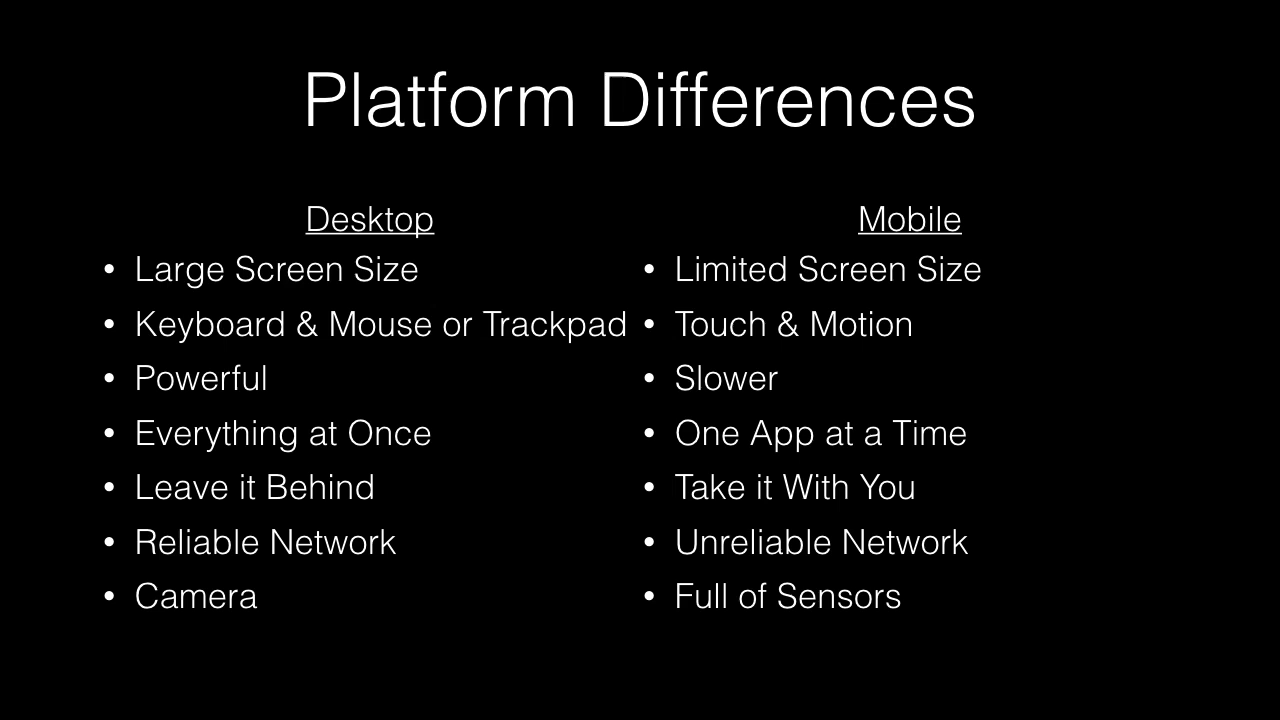 Platform Differences
Desktop
• Large Screen Size
• Keyboard & Mouse or Trackpad
• Powerful
• Everything at Once
• Leave it Behind
• Reliable Network
• Camera
Mobile
• Limited Screen Size
• Touch & Motion
• Slower
• One App at a Time
• Take it With You
• Unreliable Network
• Full of Sensors